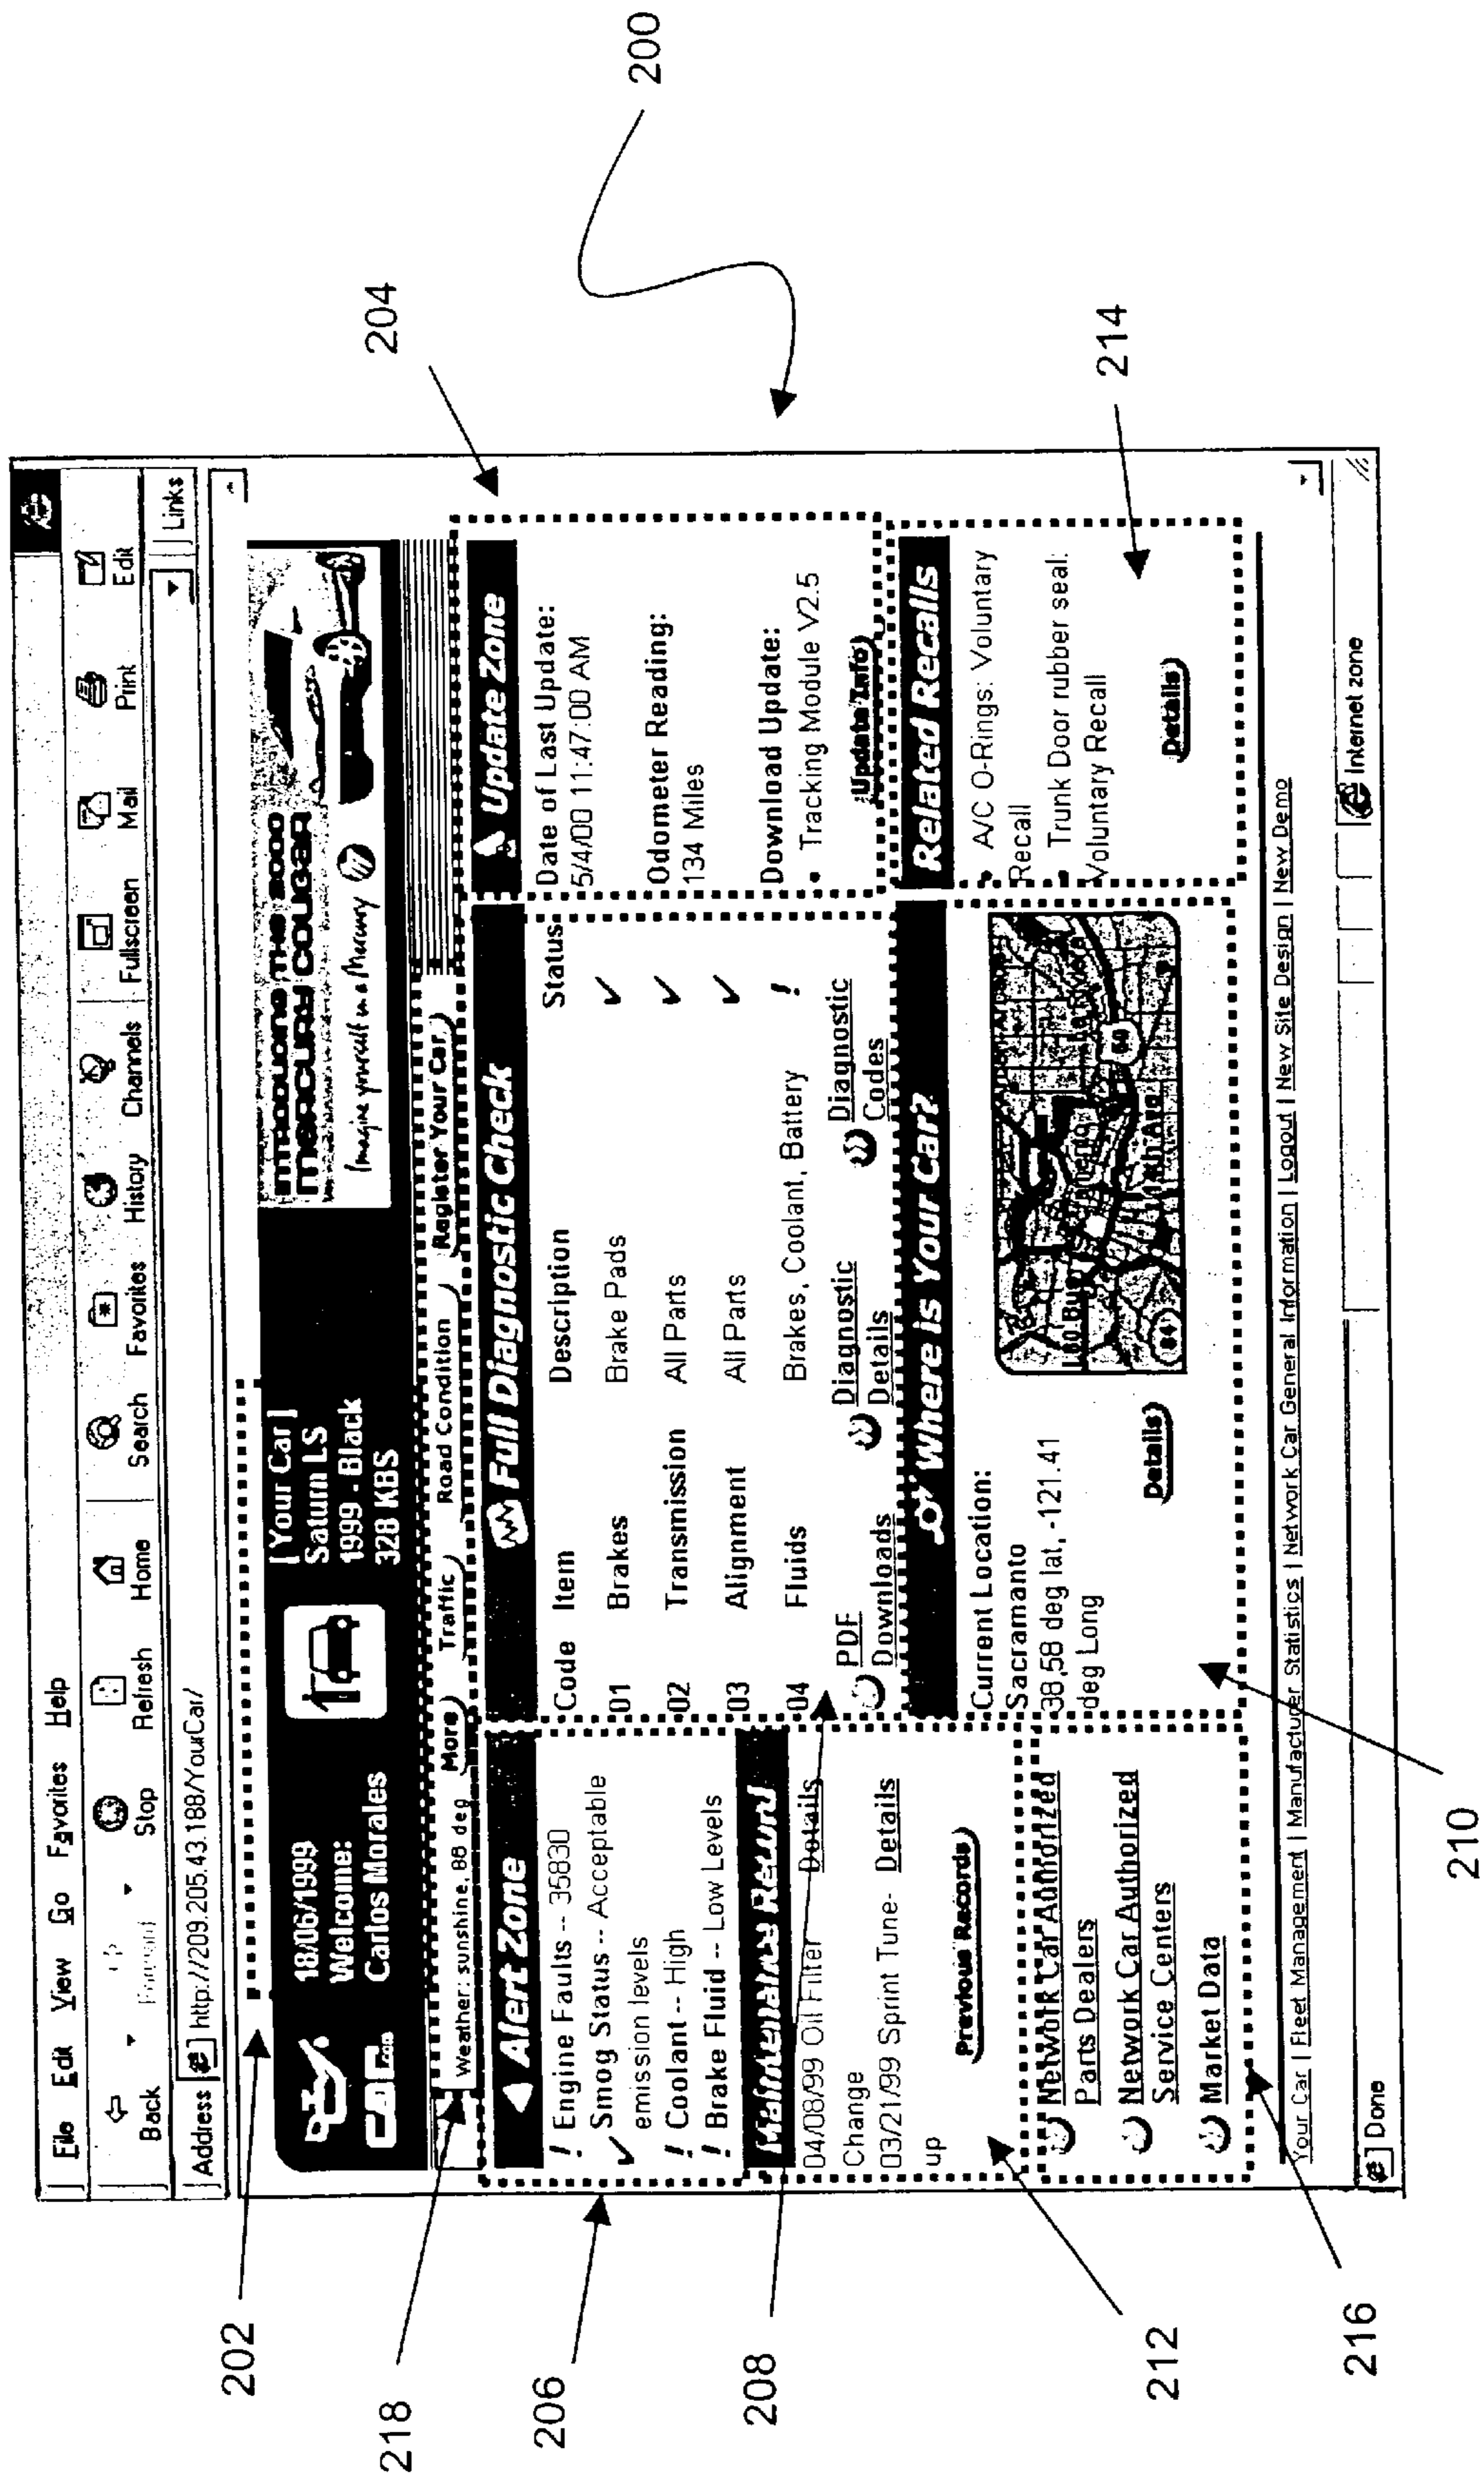 File Edit View Go Favorites Help
Back Forward Stop Refresh Home Search Favorites History Channels Fullscreen Mail Print Edit
Address http://209.205.43.188/YourCar/ Links
CAR.com
18/06/1999
Welcome:
Carlos Morales
[Your Car]
Saturn LS
1999 - Black
328 KBS
INTRODUCING THE 2000
MERCURY COUGAR
Imagine yourself in a Mercury
Weather: sunshine, 88 deg More Traffic Road Condition Register Your Car
Alert Zone
! Engine Faults -- 35830
Smog Status -- Acceptable
emission levels
! Coolant -- High
! Brake Fluid -- Low Levels
Maintenance Record
04/08/99 Oil Filter Details
Change
03/21/99 Sprint Tune- Details
up
Previous Records
Network Car Authorized
Parts Dealers
Network Car Authorized
Service Centers
Market Data
Full Diagnostic Check
Code Item Description Status
01 Brakes Brake Pads ✓
02 Transmission All Parts ✓
03 Alignment All Parts ✓
04 Fluids Brakes, Coolant, Battery !
PDF
Downloads
Diagnostic
Details
Diagnostic
Codes
Where is Your Car?
Current Location:
Sacramanto
38,58 deg lat, -121.41
deg Long
Details
Update Zone
Date of Last Update:
5/4/00 11:47:00 AM
Odometer Reading:
134 Miles
Download Update:
• Tracking Module V2.5
Update Info
Related Recalls
• A/C O-Rings: Voluntary
Recall
• Trunk Door rubber seal:
Voluntary Recall
Details
Your Car | Fleet Management | Manufacturer Statistics | Network Car General Information | Logout | New Site Design | New Demo
Done Internet zone
202
218
206
208
212
216
210
214
204
200